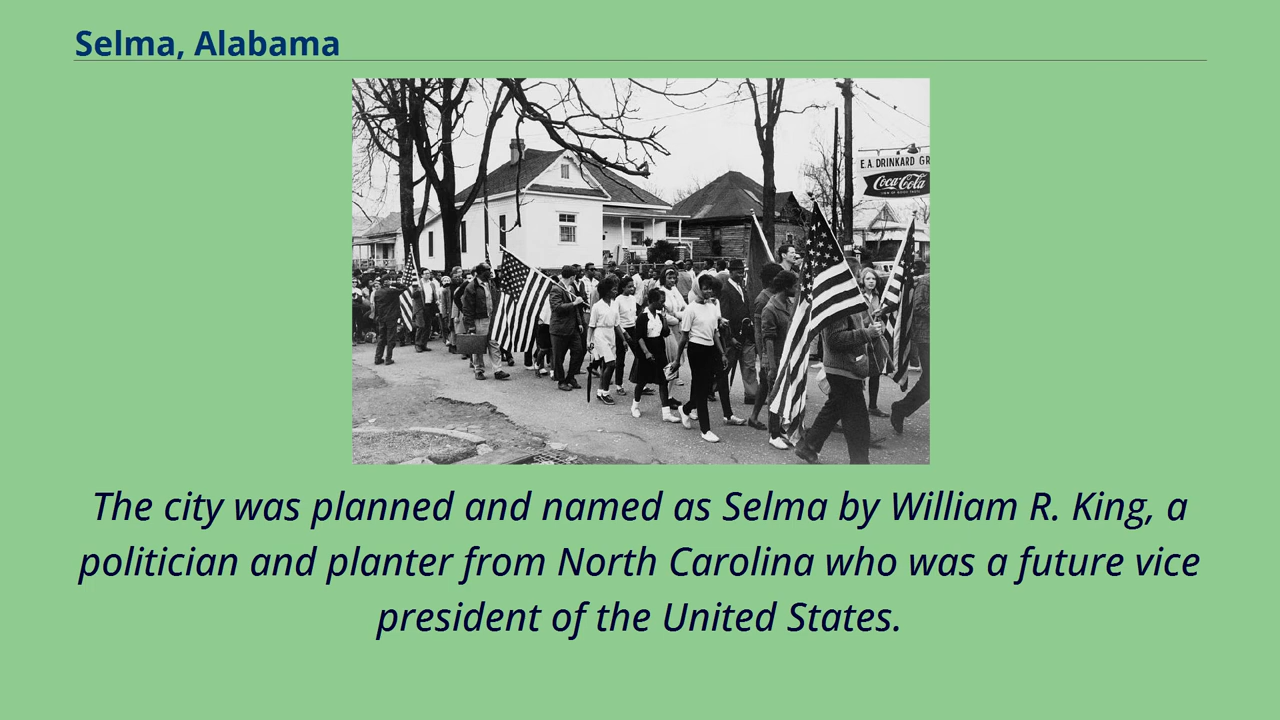 Selma, Alabama
E.A. DRINKARD GR
Coca-Cola
The city was planned and named as Selma by William R. King, a
politician and planter from North Carolina who was a future vice
president of the United States.